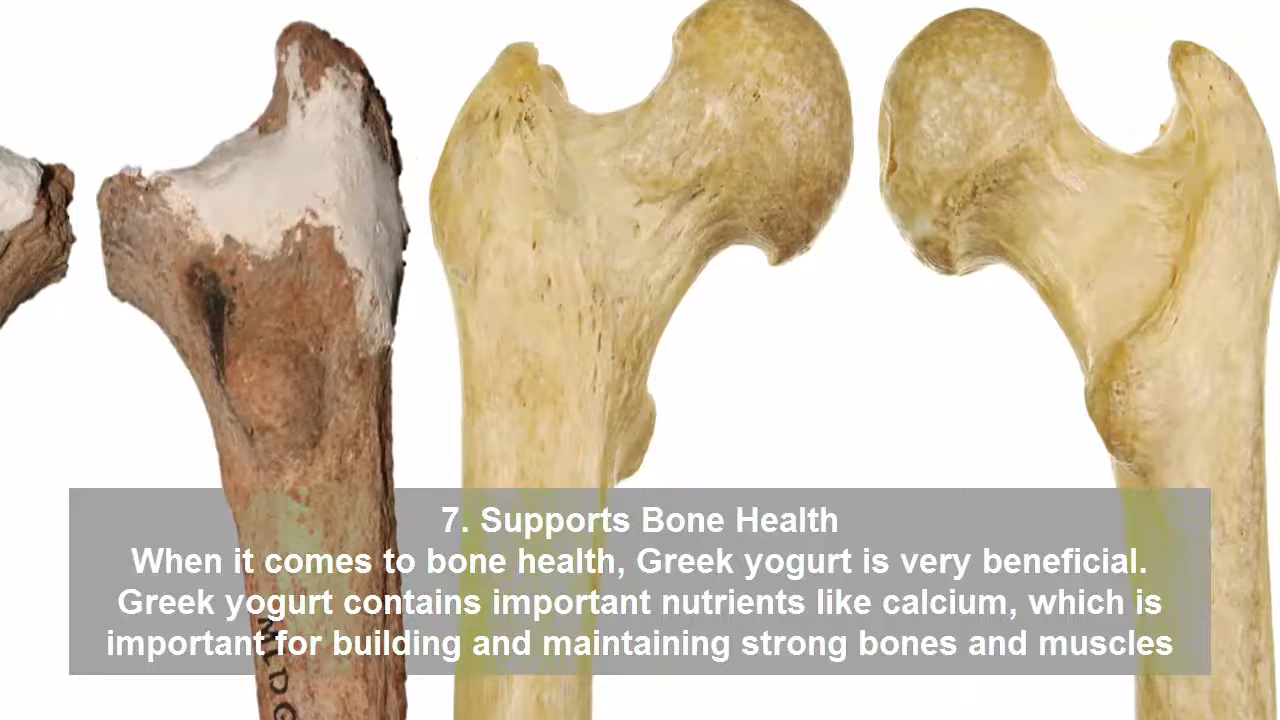 7. Supports Bone Health
When it comes to bone health, Greek yogurt is very beneficial.
Greek yogurt contains important nutrients like calcium, which is
important for building and maintaining strong bones and muscles